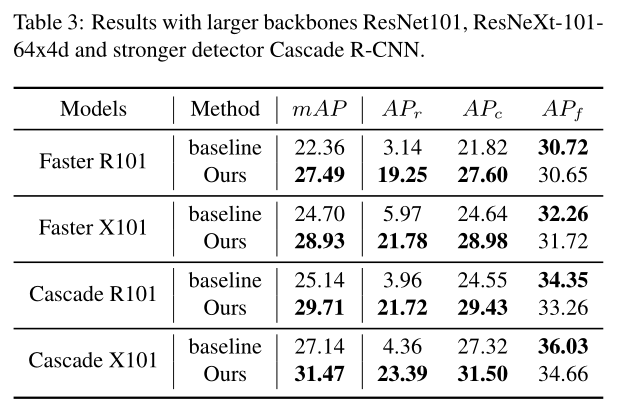 Table 3: Results with larger backbones ResNet101, ResNeXt-101-
64x4d and stronger detector Cascade R-CNN.
Models Method mAP APr APc APf
Faster R101 baseline 22.36 3.14 21.82 30.72
Ours 27.49 19.25 27.60 30.65
Faster X101 baseline 24.70 5.97 24.64 32.26
Ours 28.93 21.78 28.98 31.72
Cascade R101 baseline 25.14 3.96 24.55 34.35
Ours 29.71 21.72 29.43 33.26
Cascade X101 baseline 27.14 4.36 27.32 36.03
Ours 31.47 23.39 31.50 34.66